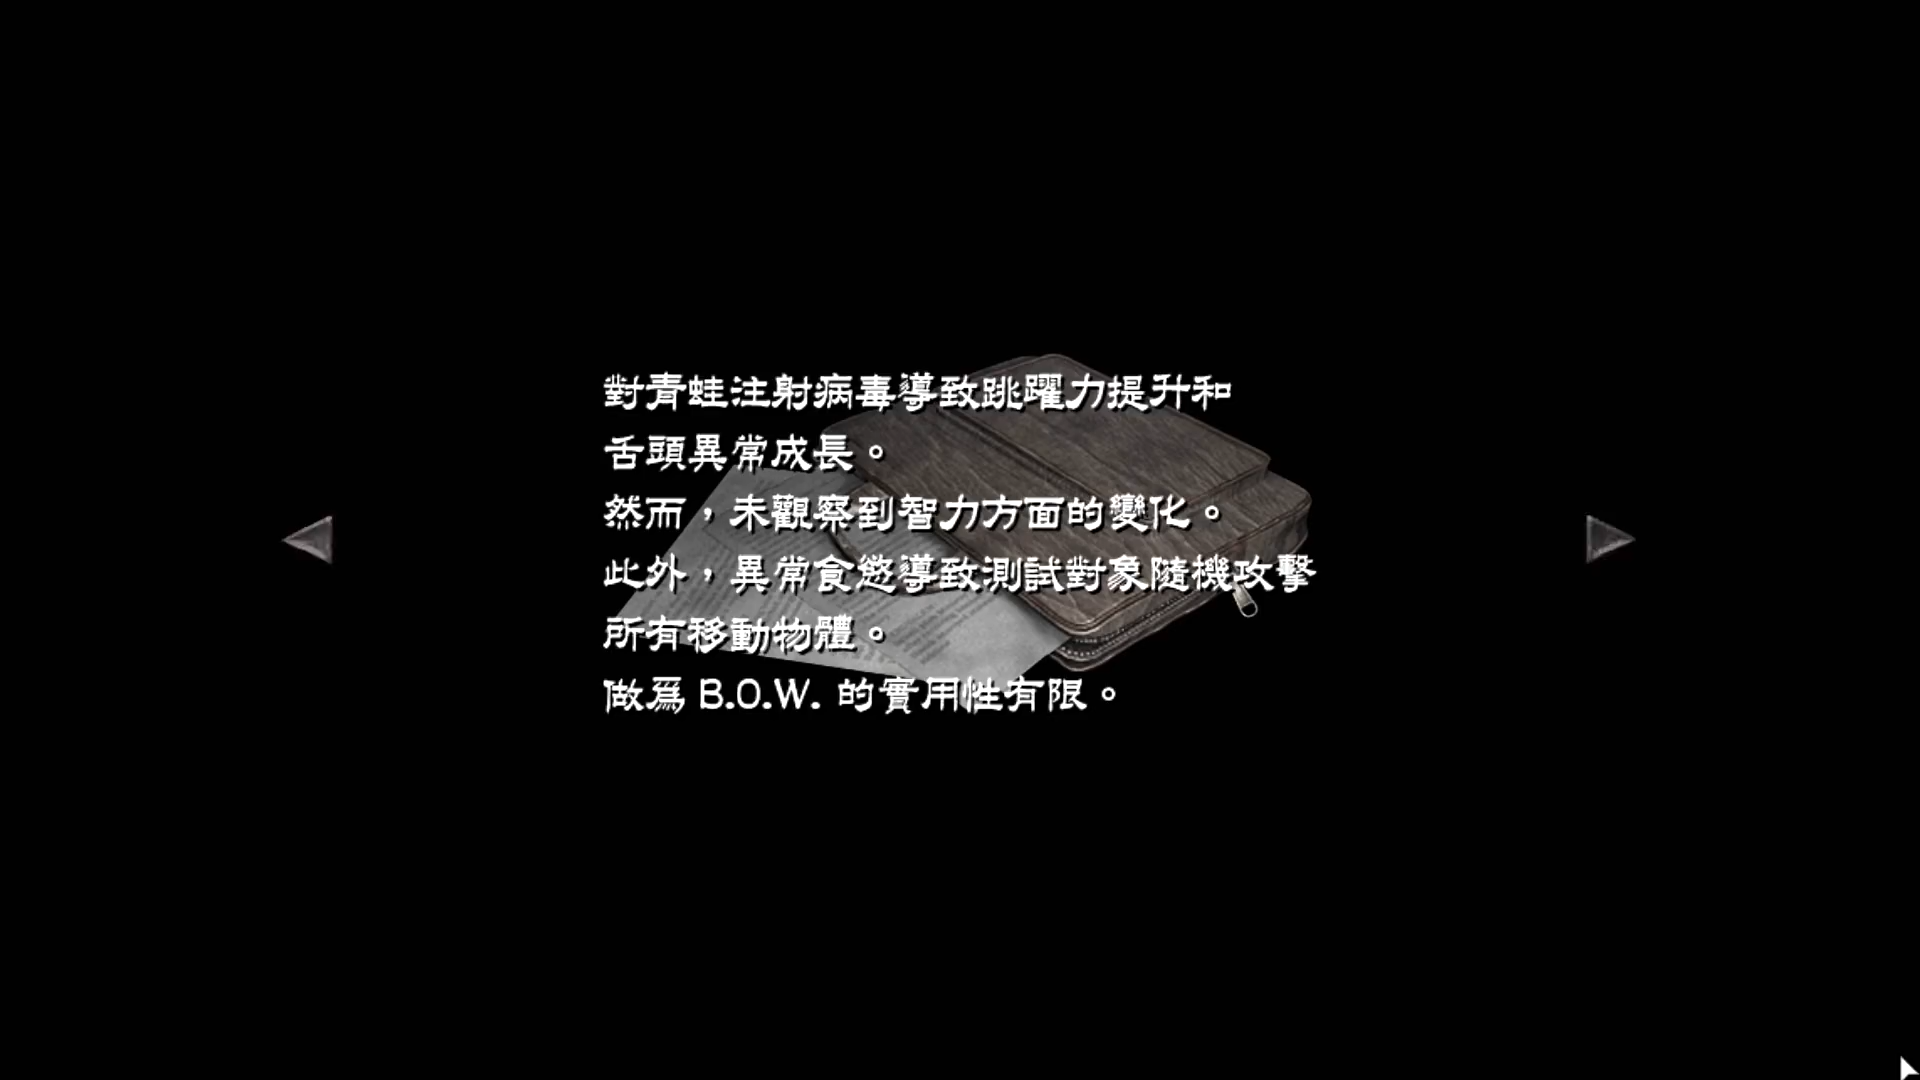 對青蛙注射病毒導致跳躍力提升和
舌頭異常成長。
然而，未觀察到智力方面的變化。
此外，異常食慾導致測試對象隨機攻擊
所有移動物體。
做爲 B.O.W. 的實用性有限。